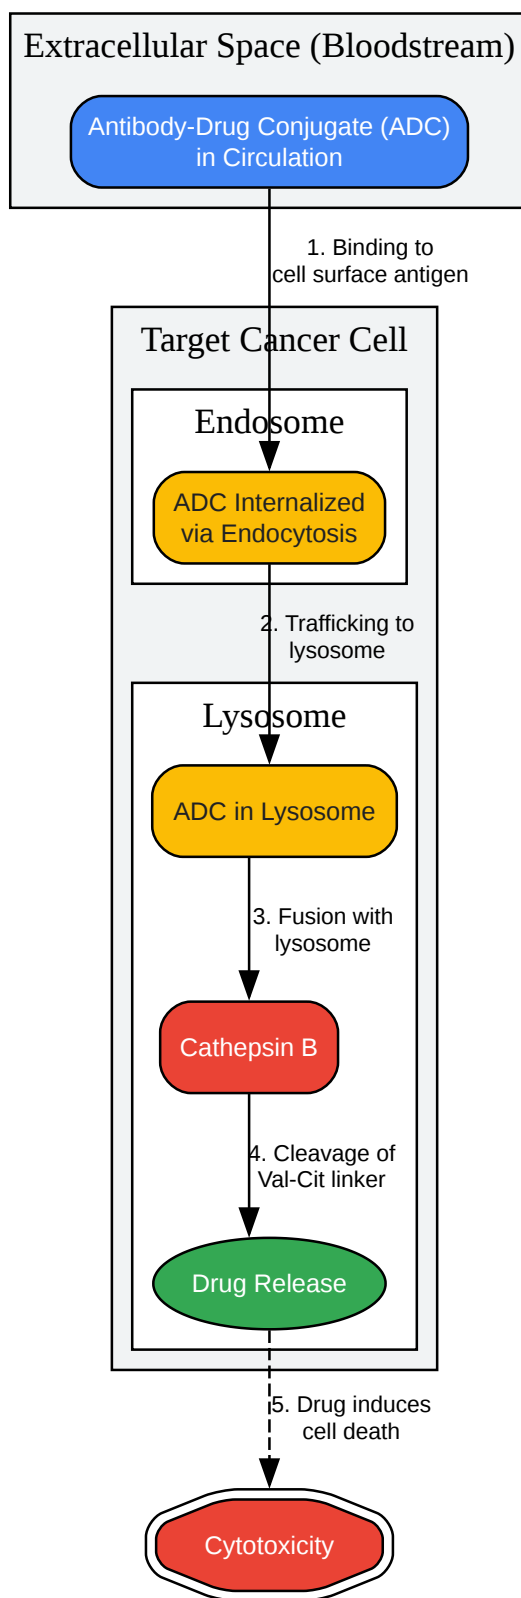 Extracellular Space (Bloodstream)
Antibody-Drug Conjugate (ADC)
in Circulation
1. Binding to
cell surface antigen
Target Cancer Cell
Endosome
ADC Internalized
via Endocytosis
2. Trafficking to
lysosome
Lysosome
ADC in Lysosome
3. Fusion with
lysosome
Cathepsin B
4. Cleavage of
Val-Cit linker
Drug Release
5. Drug induces
cell death
Cytotoxicity